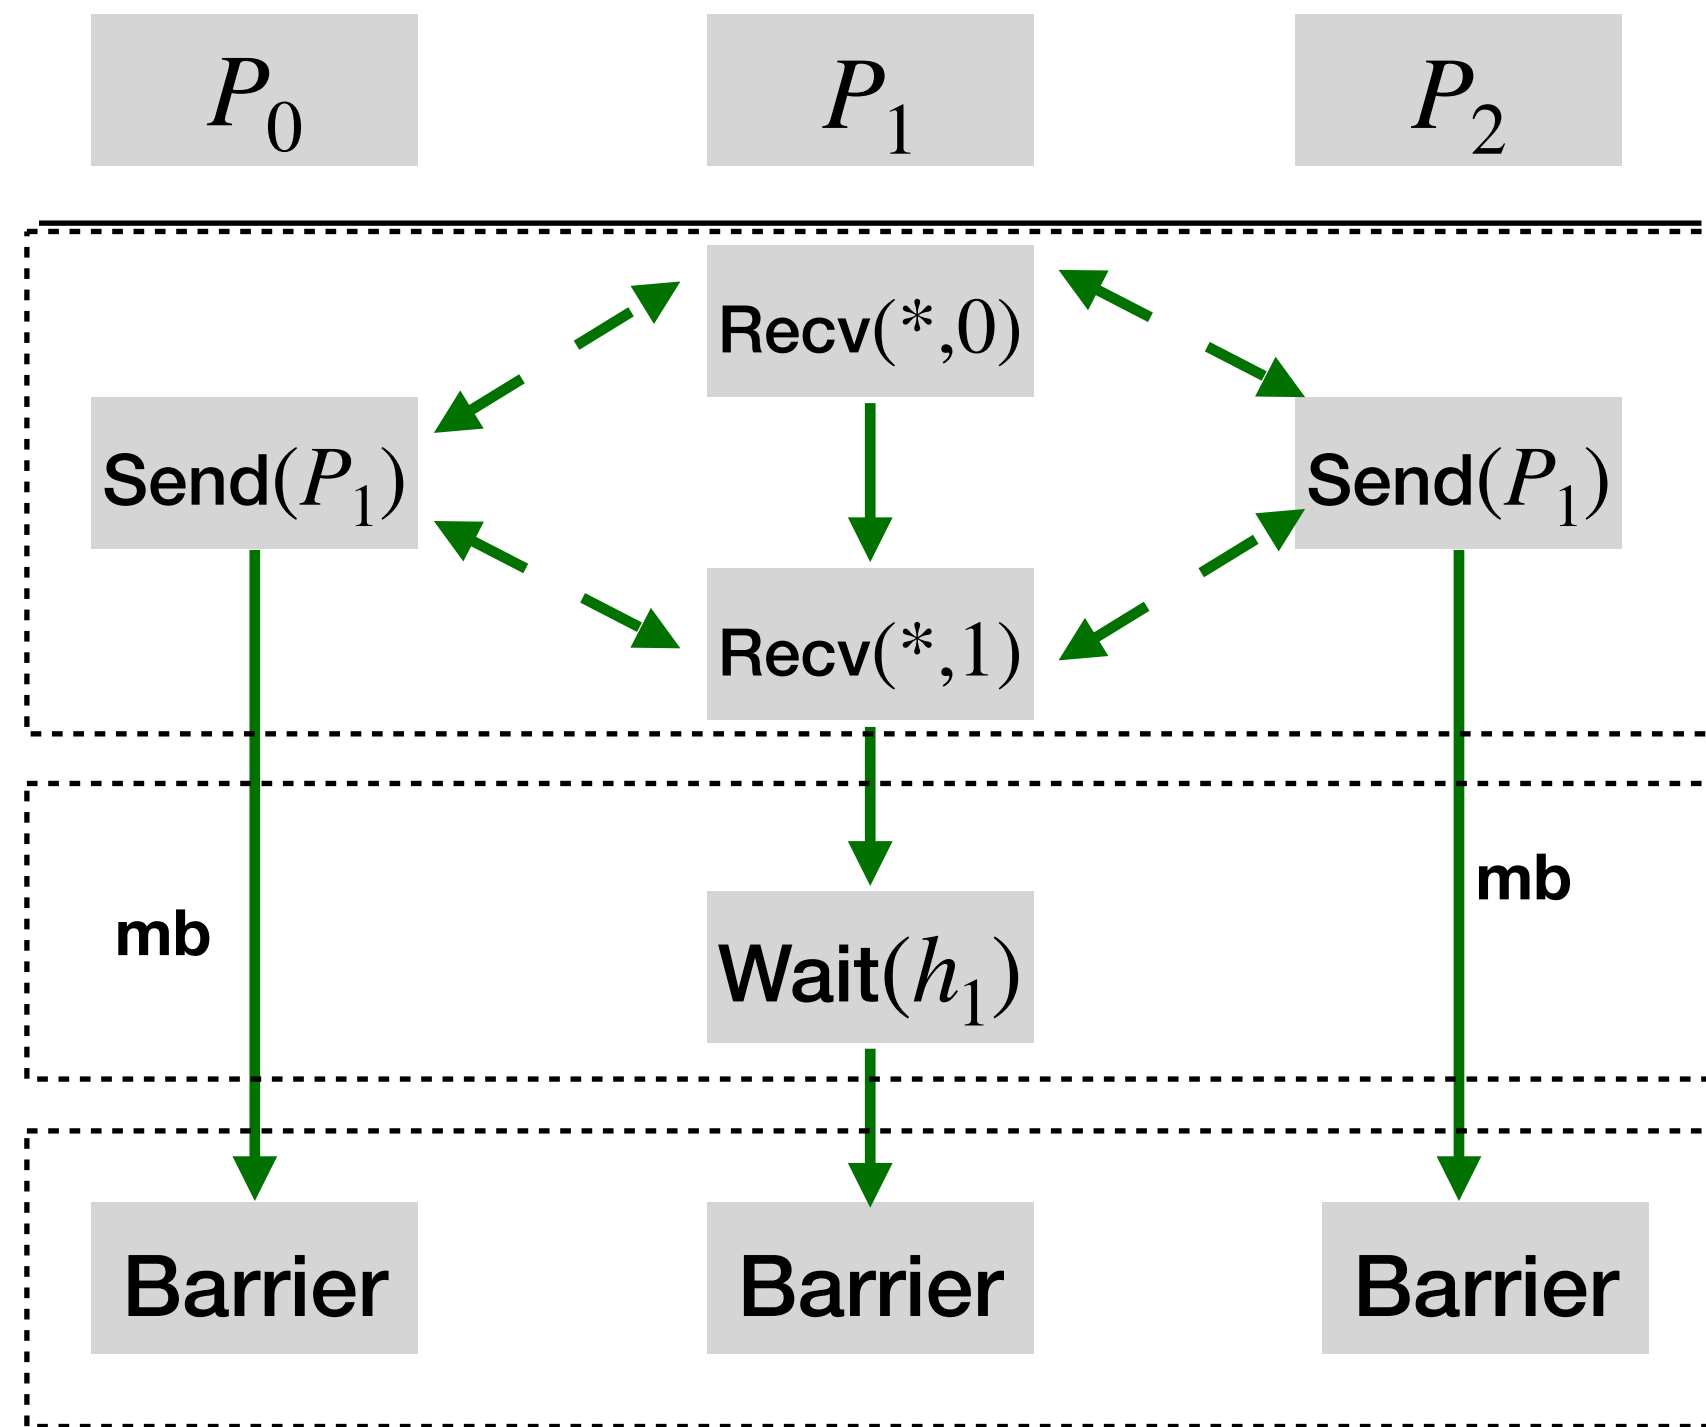 P₀ P₁ P₂
Recv(*,0)
Send(P₁) Send(P₁)
Recv(*,1)
mb
mb
Wait(h₁)
Barrier Barrier Barrier